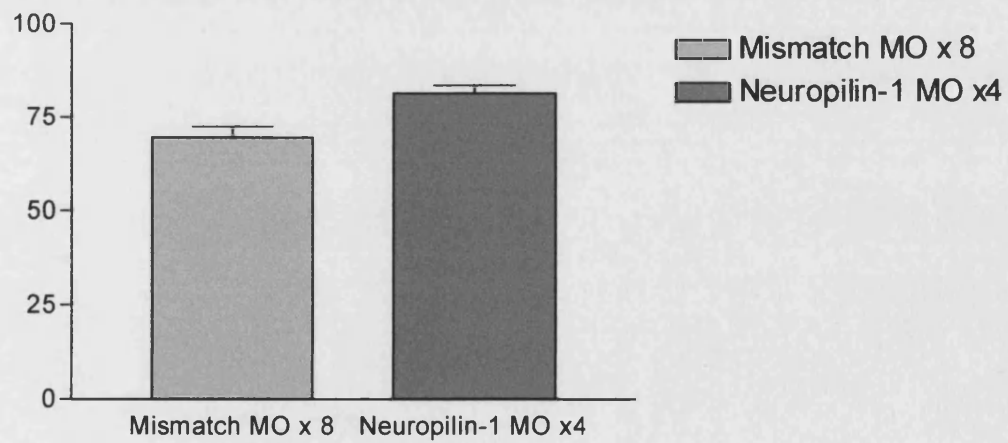 100
75
50
25
0
Mismatch MO x 8
Neuropilin-1 MO x4
Mismatch MO x 8
Neuropilin-1 MO x4